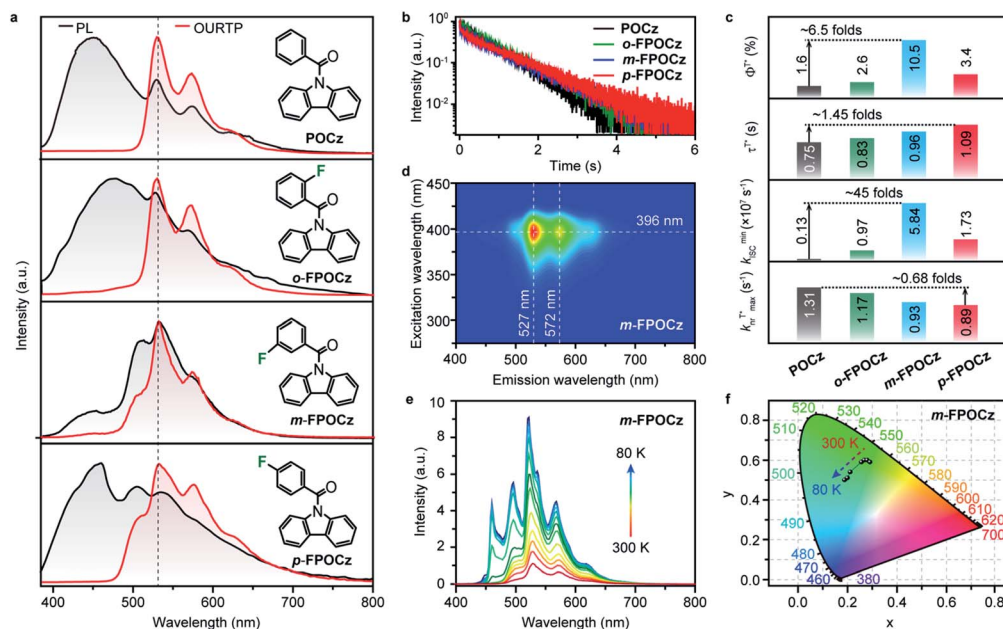 a
PL
OURTP
O
N
POCz
F
O
N
o-FPOCz
F
O
N
m-FPOCz
F
O
N
p-FPOCz
Intensity (a.u.)
400 500 600 700 800
Wavelength (nm)
b
Intensity (a.u.)
10⁰
10⁻¹
10⁻²
POCz
o-FPOCz
m-FPOCz
p-FPOCz
0 2 4 6
Time (s)
c
Φᵀ* (%)
~6.5 folds
1.6 2.6 10.5 3.4
τᵀ* (s)
~1.45 folds
0.75 0.83 0.96 1.09
k_ISC^min (×10⁷ s⁻¹)
~45 folds
0.13 0.97 5.84 1.73
k_nr^T*_max (s⁻¹)
~0.68 folds
1.31 1.17 0.93 0.89
POCz o-FPOCz m-FPOCz p-FPOCz
d
Excitation wavelength (nm)
450
400
350
300
396 nm
527 nm
572 nm
m-FPOCz
400 500 600 700 800
Emission wavelength (nm)
e
m-FPOCz
Intensity (a.u.)
10
8
6
4
2
0
80 K
300 K
400 500 600 700 800
Wavelength (nm)
f
m-FPOCz
y
0.8
0.6
0.4
0.2
0.0
520
530
540
510
550
300 K
560
500
570
80 K
580
590
600
490
610
620
700
480
470
460
380
0.0 0.2 0.4 0.6 0.8
x